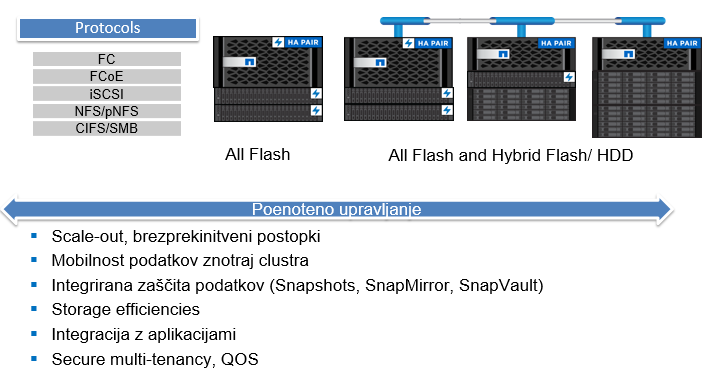 Protocols
FC
FCoE
iSCSI
NFS/pNFS
CIFS/SMB
HA PAIR
HA PAIR
HA PAIR
HA PAIR
All Flash
All Flash and Hybrid Flash/ HDD
Poenoteno upravljanje
Scale-out, brezprekinitveni postopki
Mobilnost podatkov znotraj clustra
Integrirana zaščita podatkov (Snapshots, SnapMirror, SnapVault)
Storage efficiencies
Integracija z aplikacijami
Secure multi-tenancy, QOS